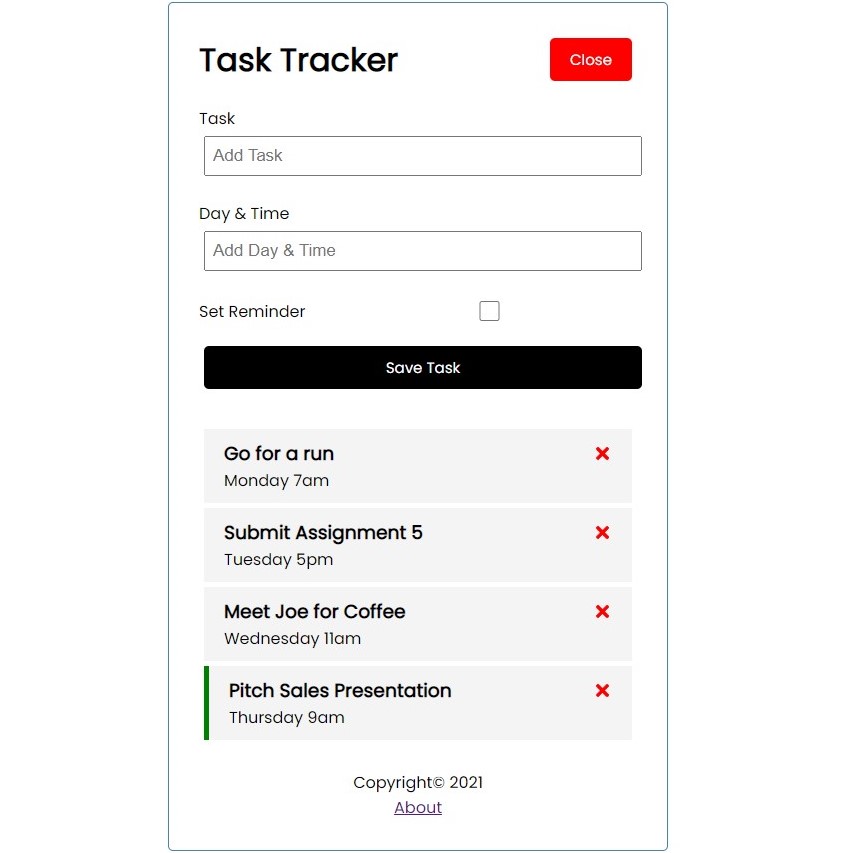 Task Tracker
Close
Task
Add Task
Day & Time
Add Day & Time
Set Reminder
Save Task
Go for a run
Monday 7am
Submit Assignment 5
Tuesday 5pm
Meet Joe for Coffee
Wednesday 11am
Pitch Sales Presentation
Thursday 9am
Copyright© 2021
About